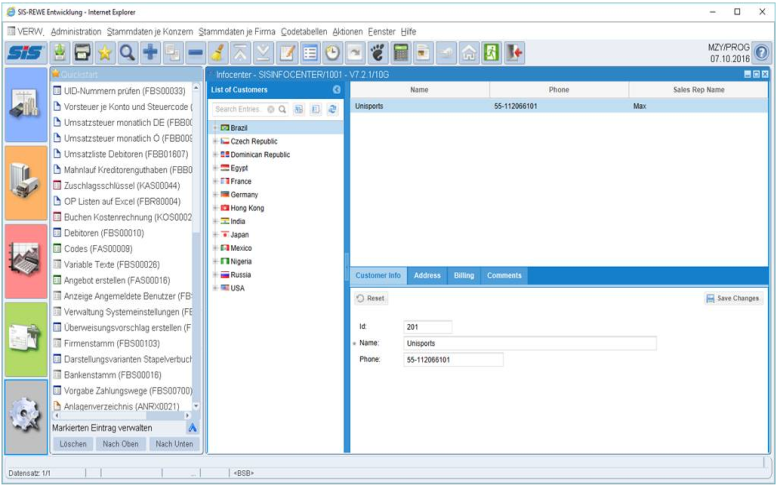 SIS-REWE Entwicklung - Internet Explorer
VERW. Administration Stammdaten je Konzern Stammdaten je Firma Codetabellen Aktionen Fenster Hilfe
SiS
MZY/PROG
07.10.2016
Quickstart
UID-Nummern prüfen (FBS00033)
Vorsteuer je Konto und Steuercode (
Umsatzsteuer monatlich DE (FBB00
Umsatzsteuer monatlich Ö (FBB009
Umsatzliste Debitoren (FBB01607)
Mahnlauf Kreditorenguthaben (FBB0
Zuschlagsschlüssel (KAS00044)
OP Listen auf Excel (FBR80004)
Buchen Kostenrechnung (KOS0002
Debitoren (FBS00010)
Codes (FAS00009)
Variable Texte (FBS00026)
Angebot erstellen (FAS00016)
Anzeige Angemeldete Benutzer (FB
Verwaltung Systemeinstellungen (FE
Überweisungsvorschlag erstellen (F
Firmenstamm (FBS00103)
Darstellungsvarianten Stapelverbuch
Bankenstamm (FBS00016)
Vorgabe Zahlungswege (FBS00700)
Anlagenverzeichnis (ANRX0021)
Markierten Eintrag verwalten
Löschen Nach Oben Nach Unten
Infocenter - SISINFOCENTER/1001 - V7.2.1/10G
List of Customers
Search Entries
Brazil
Czech Republic
Dominican Republic
Egypt
France
Germany
Hong Kong
India
Japan
Mexico
Nigeria
Russia
USA
Name Phone Sales Rep Name
Unisports 55-112066101 Max
Customer Info Address Billing Comments
Reset Save Changes
Id: 201
Name: Unisports
Phone: 55-112066101
Datensatz: 1/1 ... <BSB>